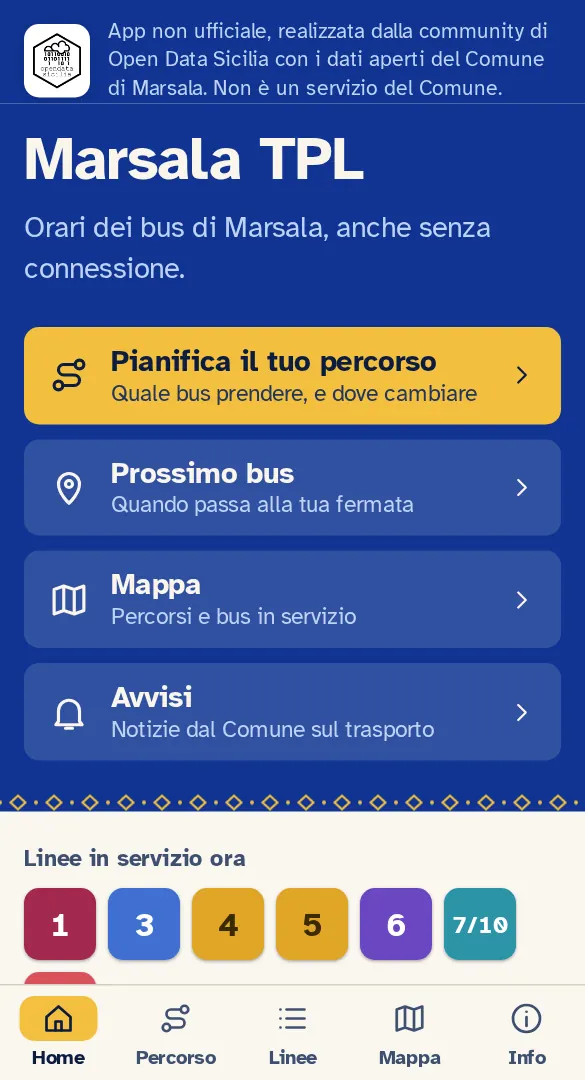 App non ufficiale, realizzata dalla community di
Open Data Sicilia con i dati aperti del Comune
di Marsala. Non è un servizio del Comune.
opendata
sicilia
Marsala TPL
Orari dei bus di Marsala, anche senza
connessione.
Pianifica il tuo percorso
Quale bus prendere, e dove cambiare
Prossimo bus
Quando passa alla tua fermata
Mappa
Percorsi e bus in servizio
Avvisi
Notizie dal Comune sul trasporto
Linee in servizio ora
1 3 4 5 6 7/10
Home Percorso Linee Mappa Info